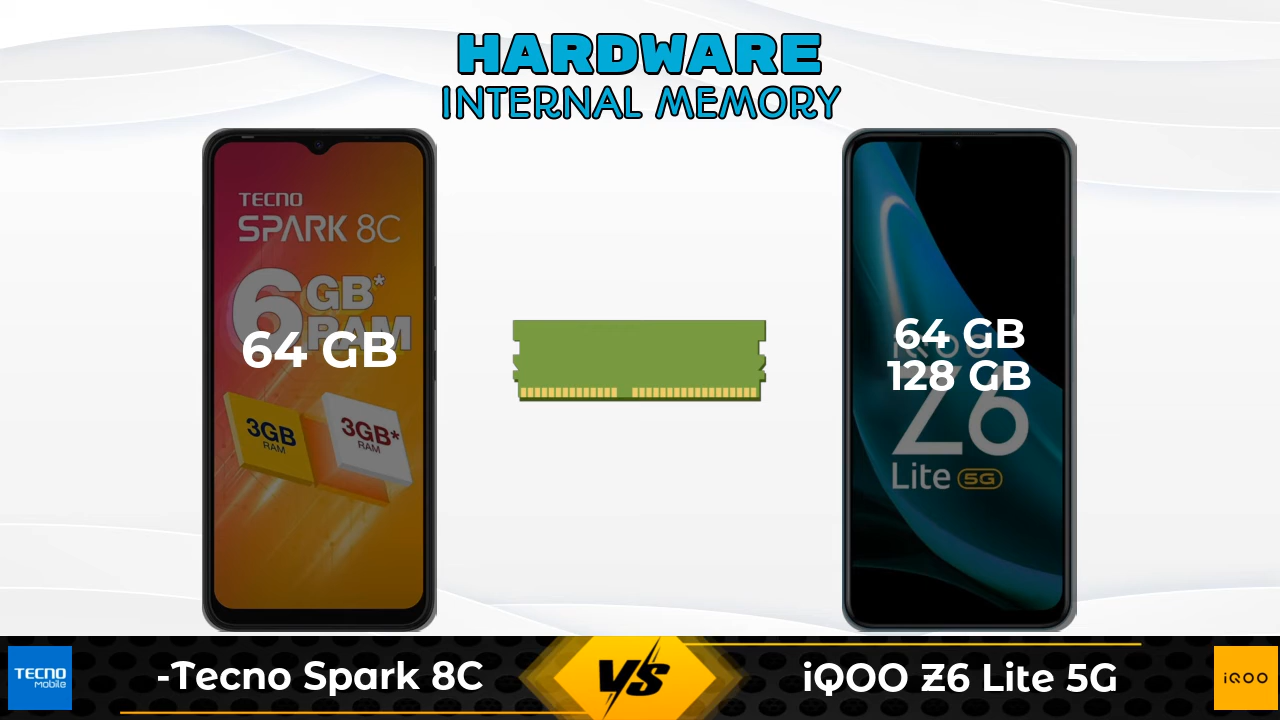 HARDWARE
INTERNAL MEMORY
TECNO
SPARK 8C
6GB*
RAM
64 GB
3GB
RAM
3GB*
RAM
64 GB
128 GB
iQOO
Z6
Lite 5G
TECNO
mobile
-Tecno Spark 8C
VS
iQOO Z6 Lite 5G
iQOO